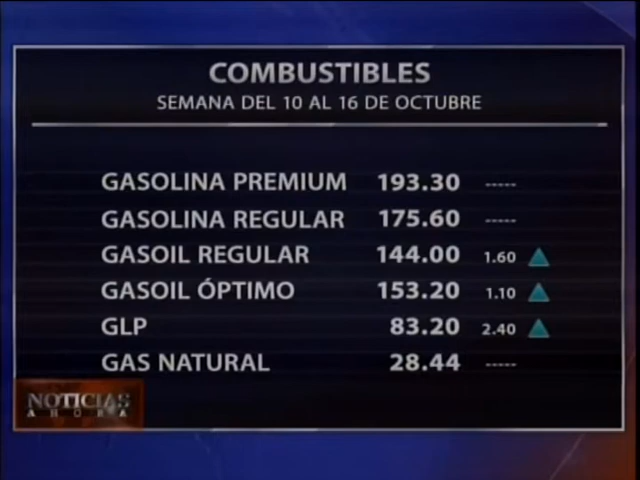 COMBUSTIBLES
SEMANA DEL 10 AL 16 DE OCTUBRE
GASOLINA PREMIUM 193.30 -----
GASOLINA REGULAR 175.60 -----
GASOIL REGULAR 144.00 1.60 ▲
GASOIL ÓPTIMO 153.20 1.10 ▲
GLP 83.20 2.40 ▲
GAS NATURAL 28.44 -----
NOTICIAS
AHORA